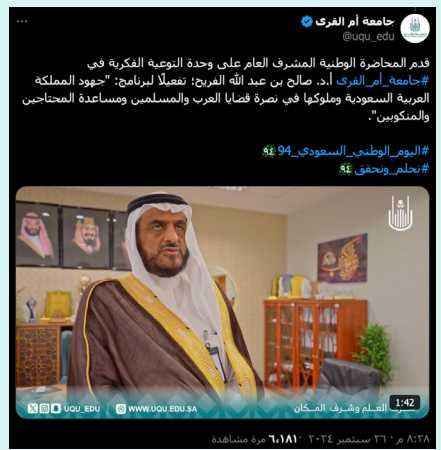 جامعة أم القرى
@uqu_edu
قدم المحاضرة الوطنية المشرف العام على وحدة التوعية الفكرية في
#جامعة_أم_القرى أ.د. صالح بن عبد الله الفريح؛ تفعيلًا لبرنامج: "جهود المملكة
العربية السعودية وملوكها في نصرة قضايا العرب والمسلمين ومساعدة المحتاجين
والمنكوبين".
#اليوم_الوطني_السعودي_94
#نحلم_ونحقق
شرف العلم وشرف المكان
1:42
WWW.UQU.EDU.SA
UQU_EDU
٨:٢٨ م · ٢٦ سبتمبر ٢٠٢٤ · ٦،١٨١ مرة مشاهدة